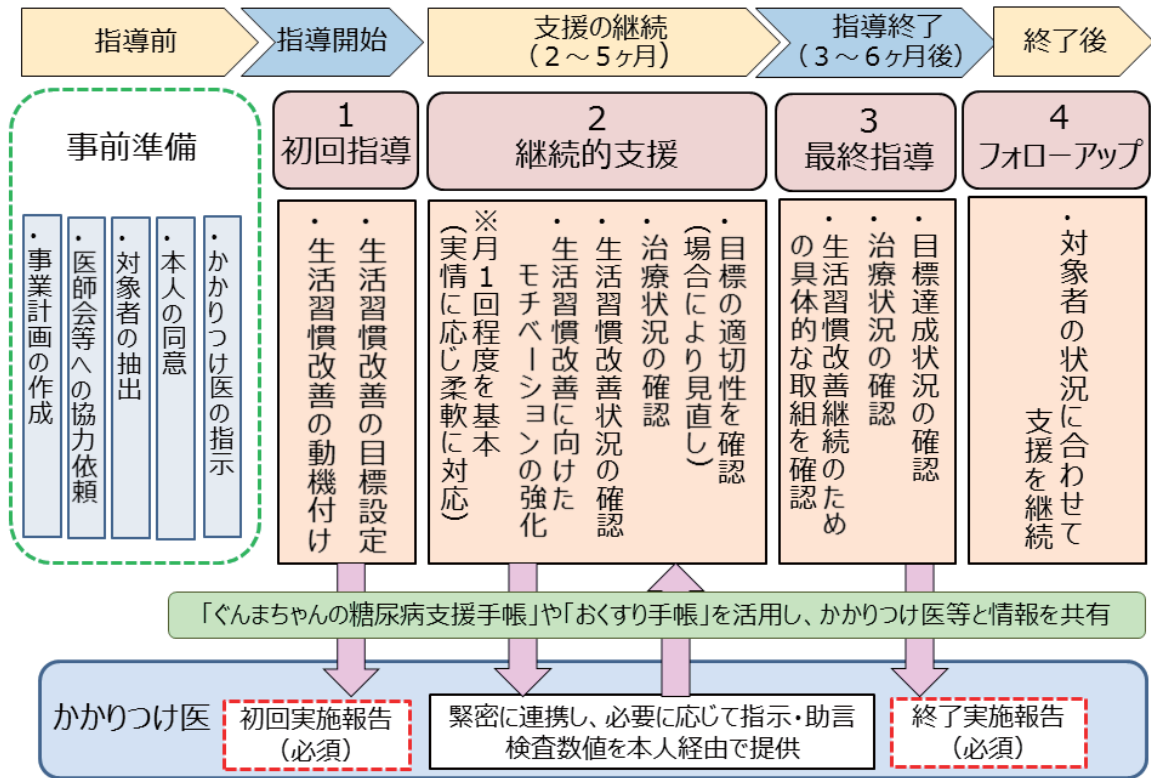 指導前
指導開始
支援の継続
(２～５ヶ月)
指導終了
(３～６ヶ月後)
終了後
事前準備
・かかりつけ医の指示
・本人の同意
・対象者の抽出
・医師会等への協力依頼
・事業計画の作成
1
初回指導
・生活習慣改善の目標設定
・生活習慣改善の動機付け
2
継続的支援
・目標の適切性を確認
(場合により見直し)
・治療状況の確認
・生活習慣改善状況の確認
・生活習慣改善に向けた
モチベーションの強化
※月１回程度を基本
(実情に応じ柔軟に対応)
3
最終指導
・目標達成状況の確認
・治療状況の確認
・生活習慣改善継続のため
の具体的な取組を確認
4
フォローアップ
・対象者の状況に合わせて
支援を継続
「ぐんまちゃんの糖尿病支援手帳」や「おくすり手帳」を活用し、かかりつけ医等と情報を共有
かかりつけ医
初回実施報告
(必須)
緊密に連携し、必要に応じて指示・助言
検査数値を本人経由で提供
終了実施報告
(必須)